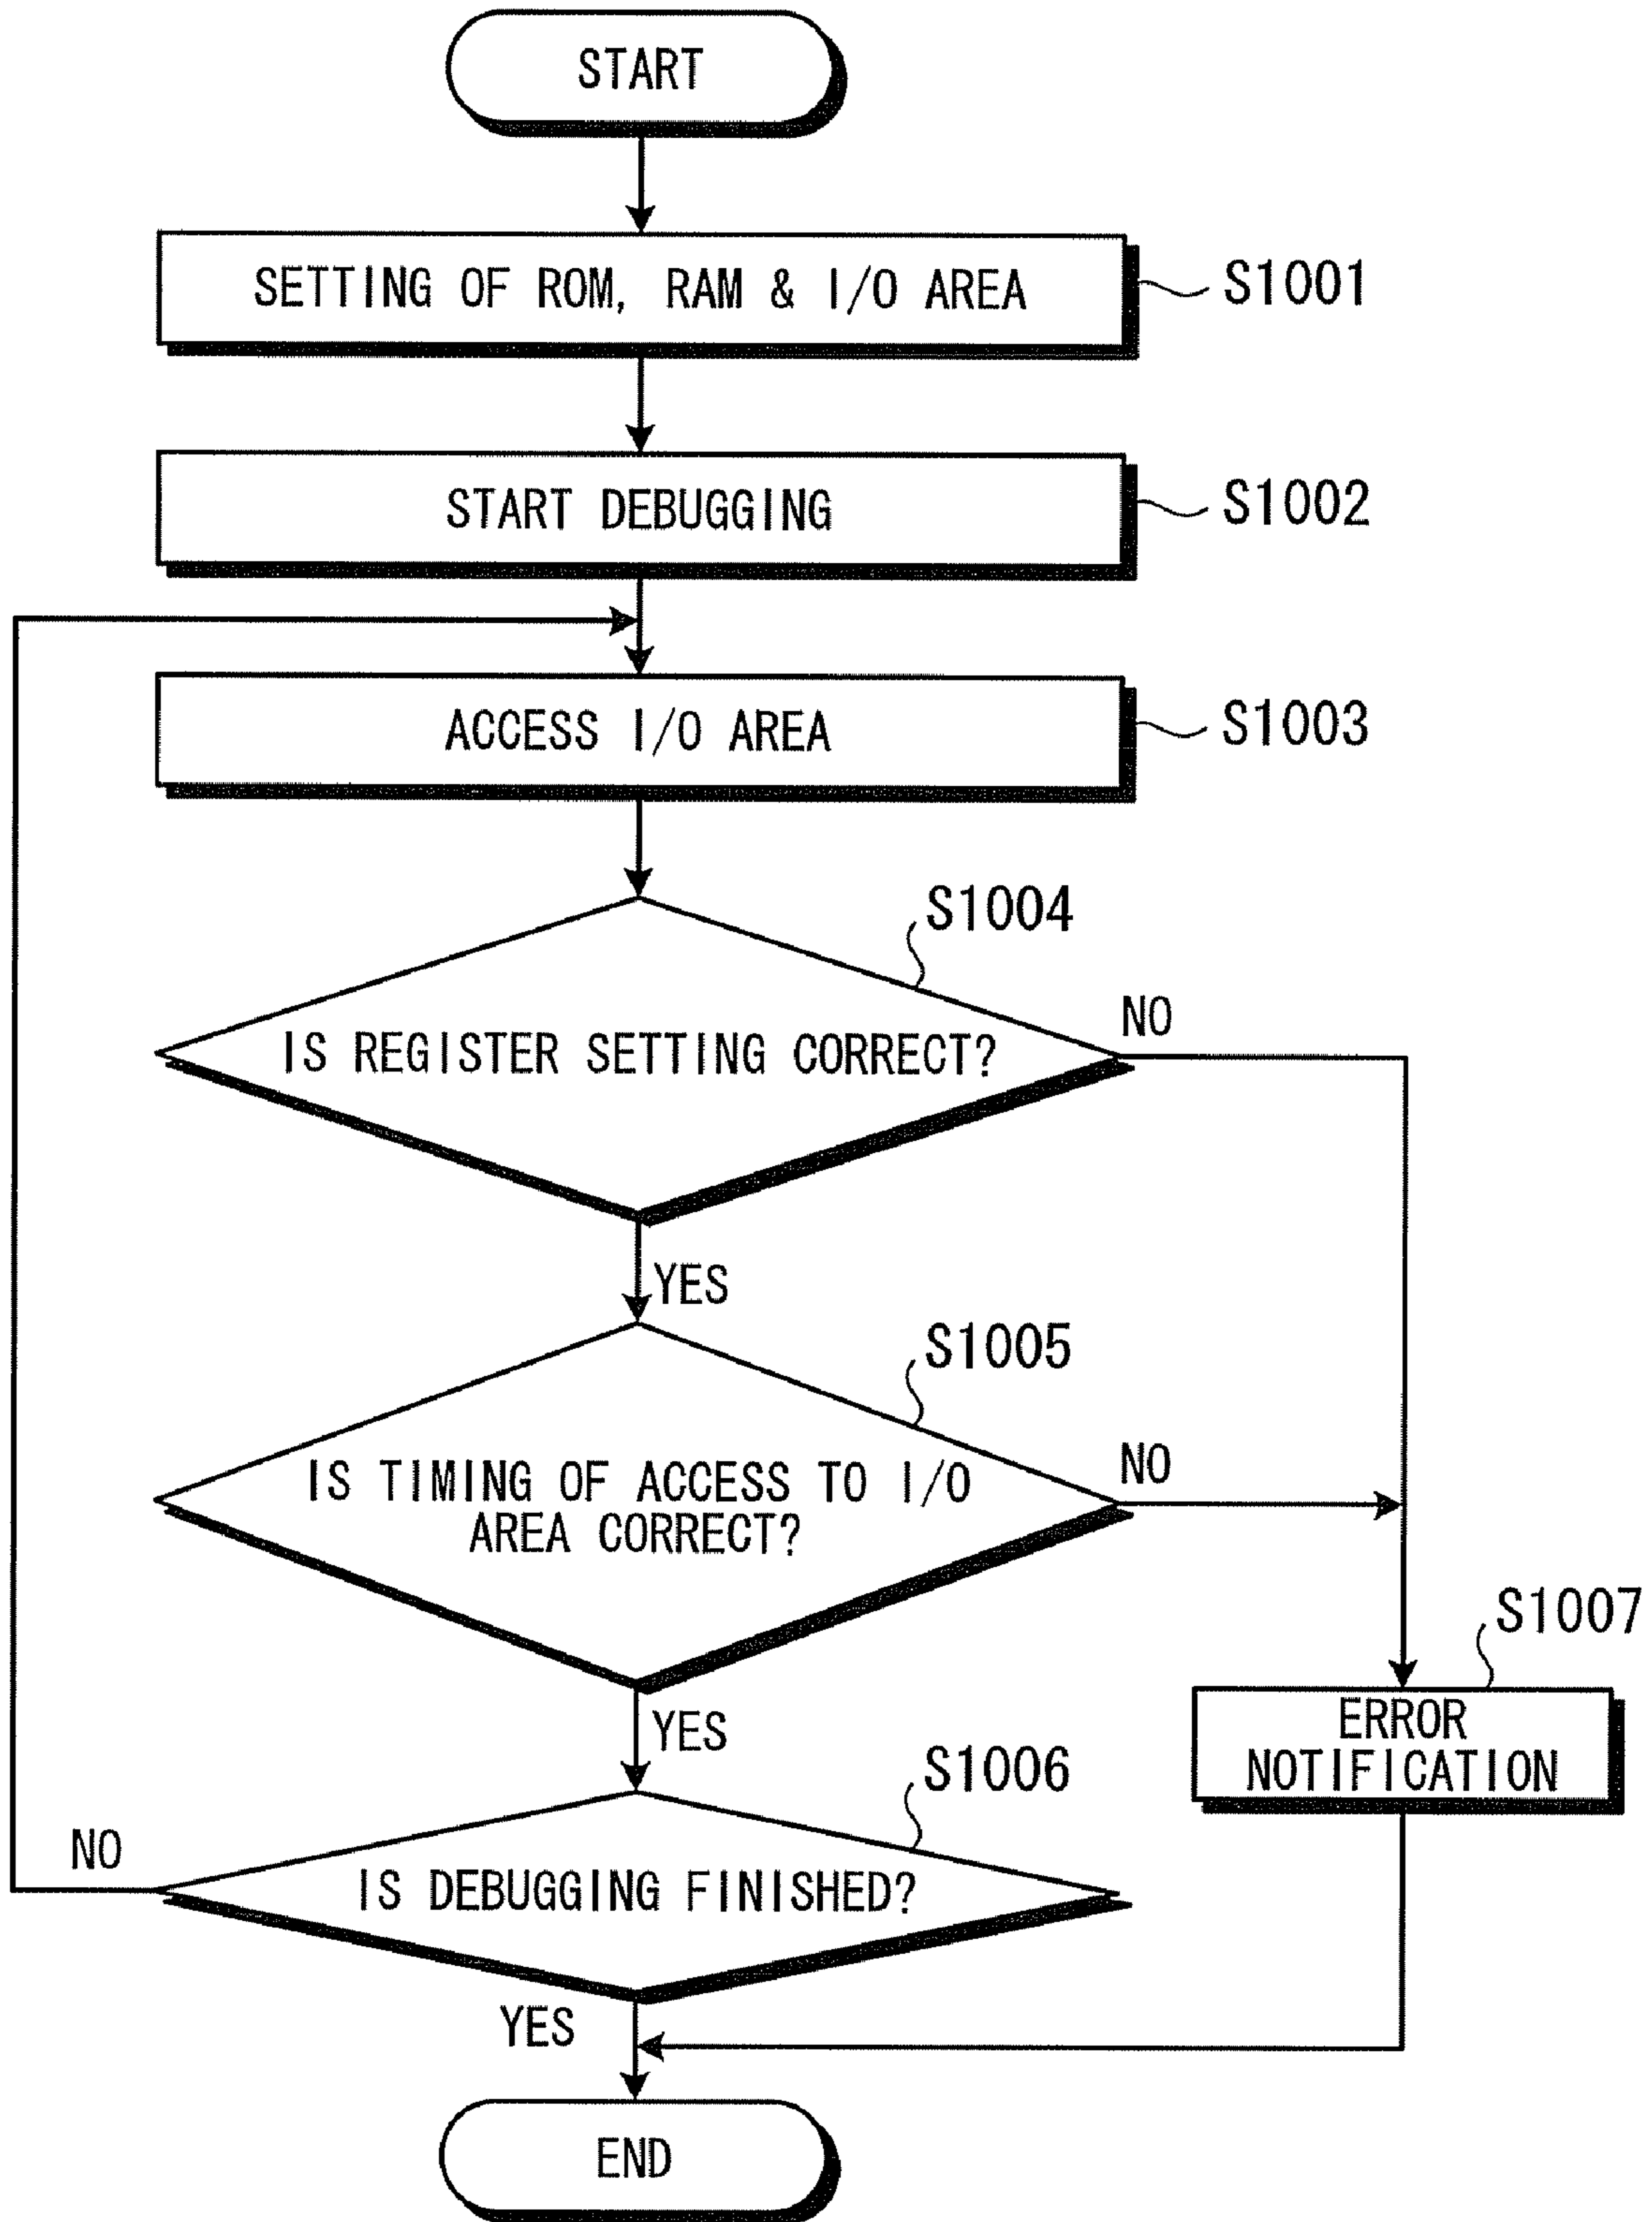 START
SETTING OF ROM, RAM & I/O AREA
S1001
START DEBUGGING
S1002
ACCESS I/O AREA
S1003
S1004
IS REGISTER SETTING CORRECT?
NO
YES
S1005
IS TIMING OF ACCESS TO I/O
AREA CORRECT?
NO
S1007
ERROR
NOTIFICATION
YES
S1006
NO
IS DEBUGGING FINISHED?
YES
END